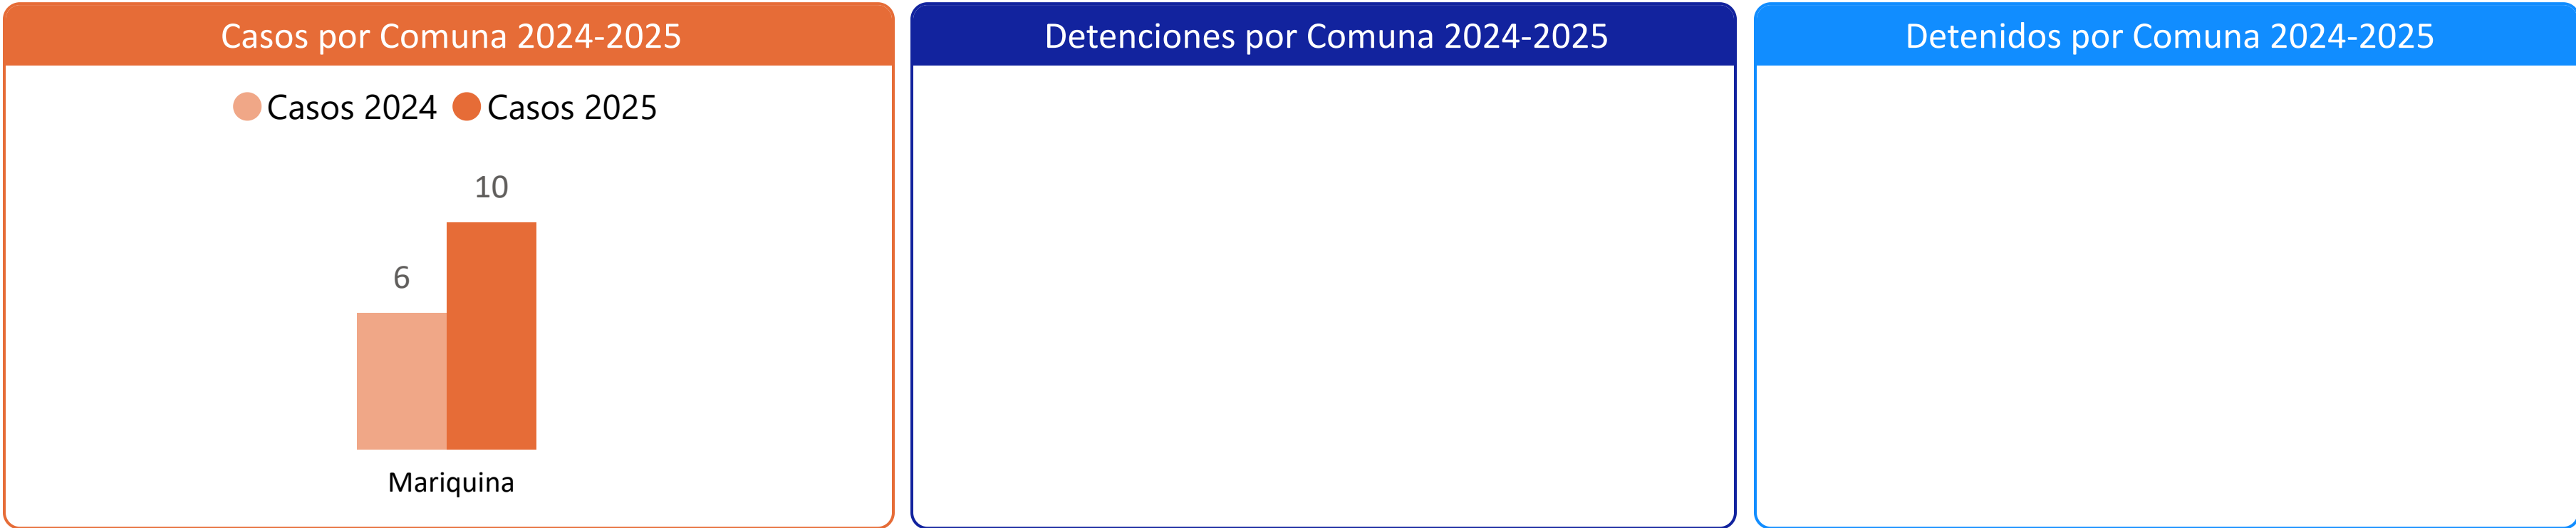 Casos por Comuna 2024-2025
Casos 2024 Casos 2025
10
6
Mariquina
Detenciones por Comuna 2024-2025
Detenidos por Comuna 2024-2025